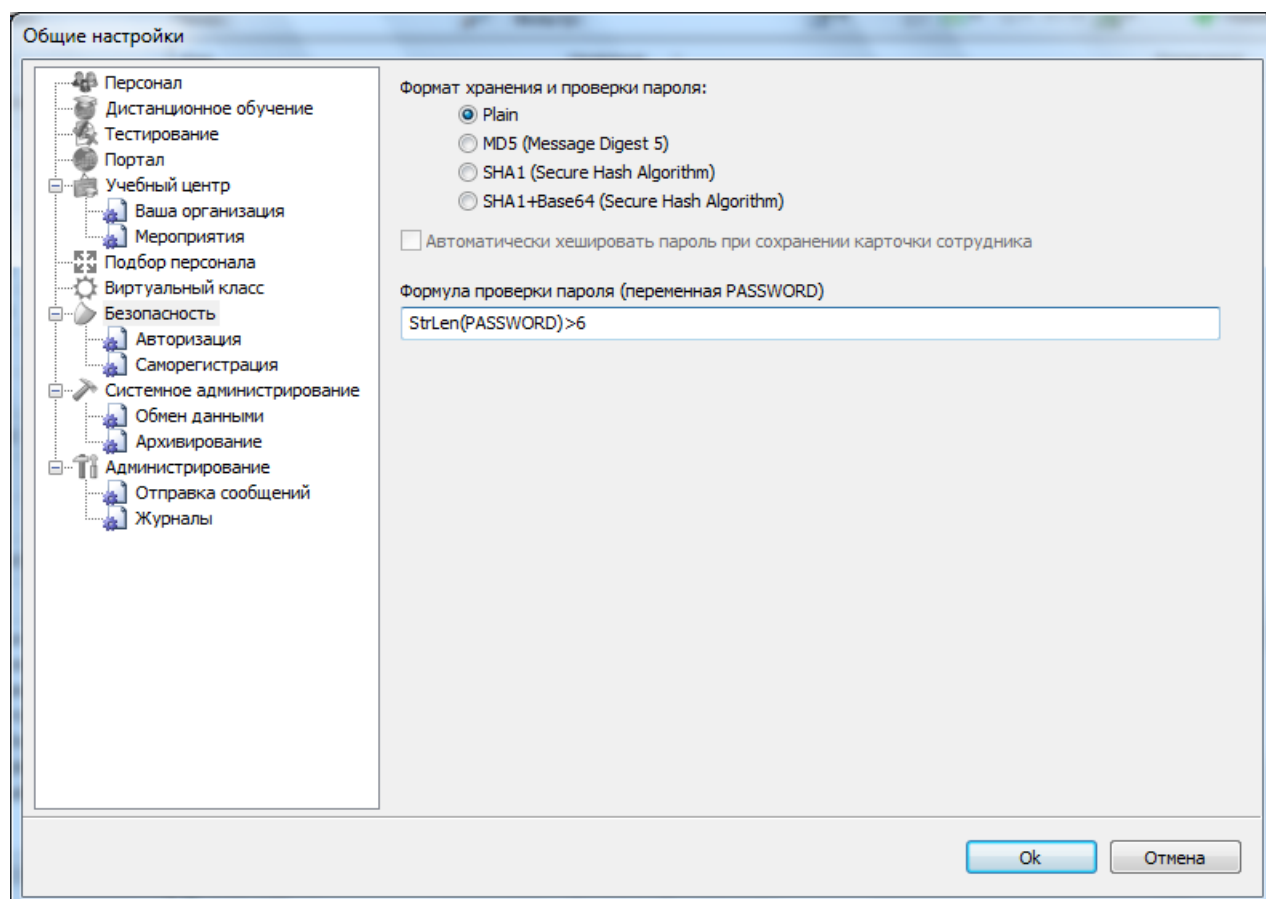 Общие настройки
Персонал
Дистанционное обучение
Тестирование
Портал
Учебный центр
Ваша организация
Мероприятия
Подбор персонала
Виртуальный класс
Безопасность
Авторизация
Саморегистрация
Системное администрирование
Обмен данными
Архивирование
Администрирование
Отправка сообщений
Журналы
Формат хранения и проверки пароля:
Plain
MD5 (Message Digest 5)
SHA1 (Secure Hash Algorithm)
SHA1+Base64 (Secure Hash Algorithm)
Автоматически хешировать пароль при сохранении карточки сотрудника
Формула проверки пароля (переменная PASSWORD)
StrLen(PASSWORD)>6
Ok
Отмена